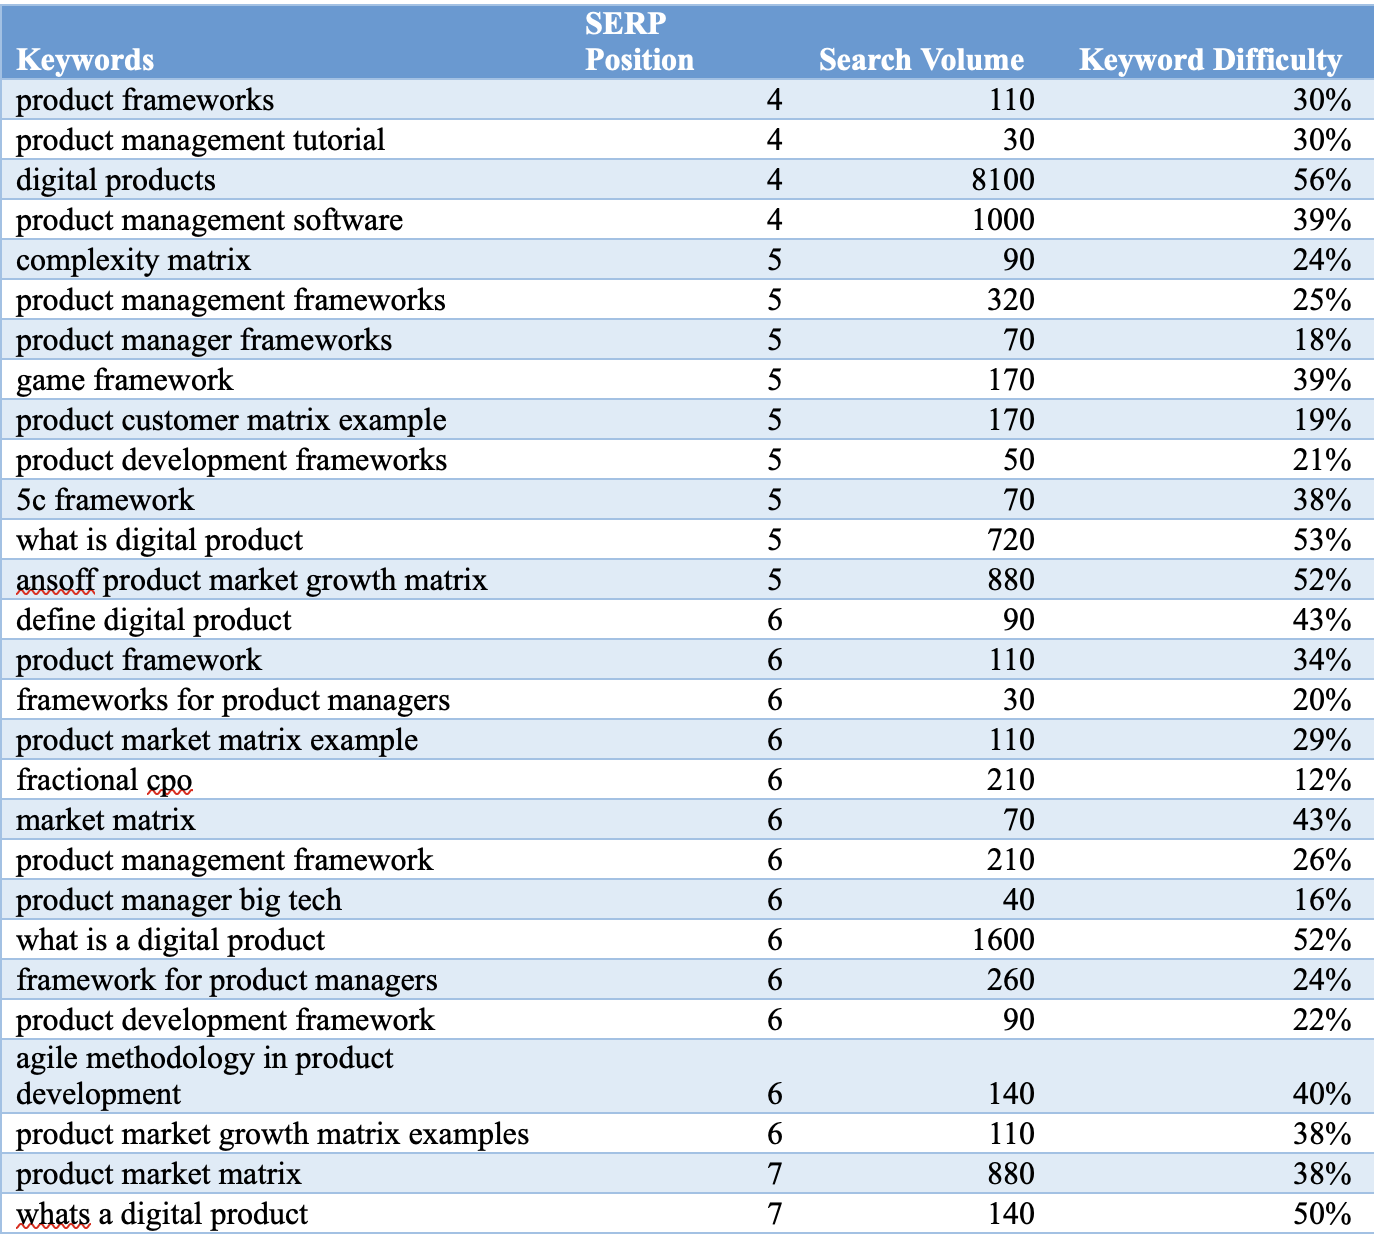 Keywords SERP Position Search Volume Keyword Difficulty
product frameworks 4 110 30%
product management tutorial 4 30 30%
digital products 4 8100 56%
product management software 4 1000 39%
complexity matrix 5 90 24%
product management frameworks 5 320 25%
product manager frameworks 5 70 18%
game framework 5 170 39%
product customer matrix example 5 170 19%
product development frameworks 5 50 21%
5c framework 5 70 38%
what is digital product 5 720 53%
ansoff product market growth matrix 5 880 52%
define digital product 6 90 43%
product framework 6 110 34%
frameworks for product managers 6 30 20%
product market matrix example 6 110 29%
fractional cpo 6 210 12%
market matrix 6 70 43%
product management framework 6 210 26%
product manager big tech 6 40 16%
what is a digital product 6 1600 52%
framework for product managers 6 260 24%
product development framework 6 90 22%
agile methodology in product
development 6 140 40%
product market growth matrix examples 6 110 38%
product market matrix 7 880 38%
whats a digital product 7 140 50%